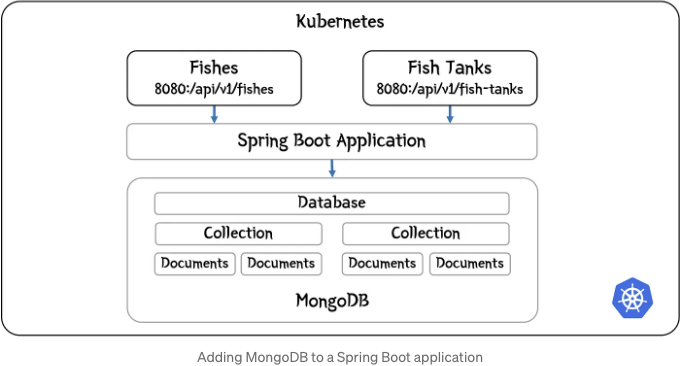 Kubernetes
Fishes
8080:/api/v1/fishes
Fish Tanks
8080:/api/v1/fish-tanks
Spring Boot Application
Database
Collection
Collection
Documents
Documents
Documents
Documents
MongoDB
Adding MongoDB to a Spring Boot application